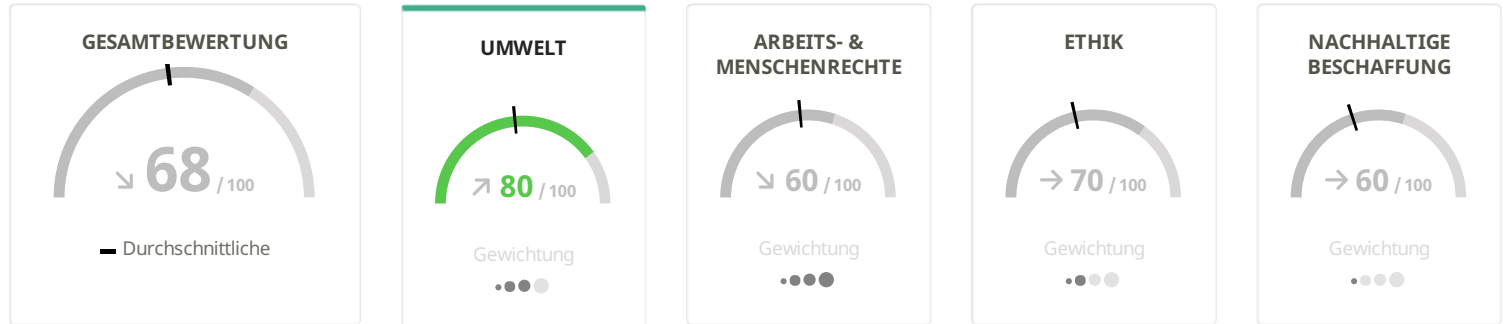 GESAMTBEWERTUNG
68 / 100
Durchschnittliche
UMWELT
80 / 100
Gewichtung
ARBEITS- &
MENSCHENRECHTE
60 / 100
Gewichtung
ETHIK
70 / 100
Gewichtung
NACHHALTIGE
BESCHAFFUNG
60 / 100
Gewichtung